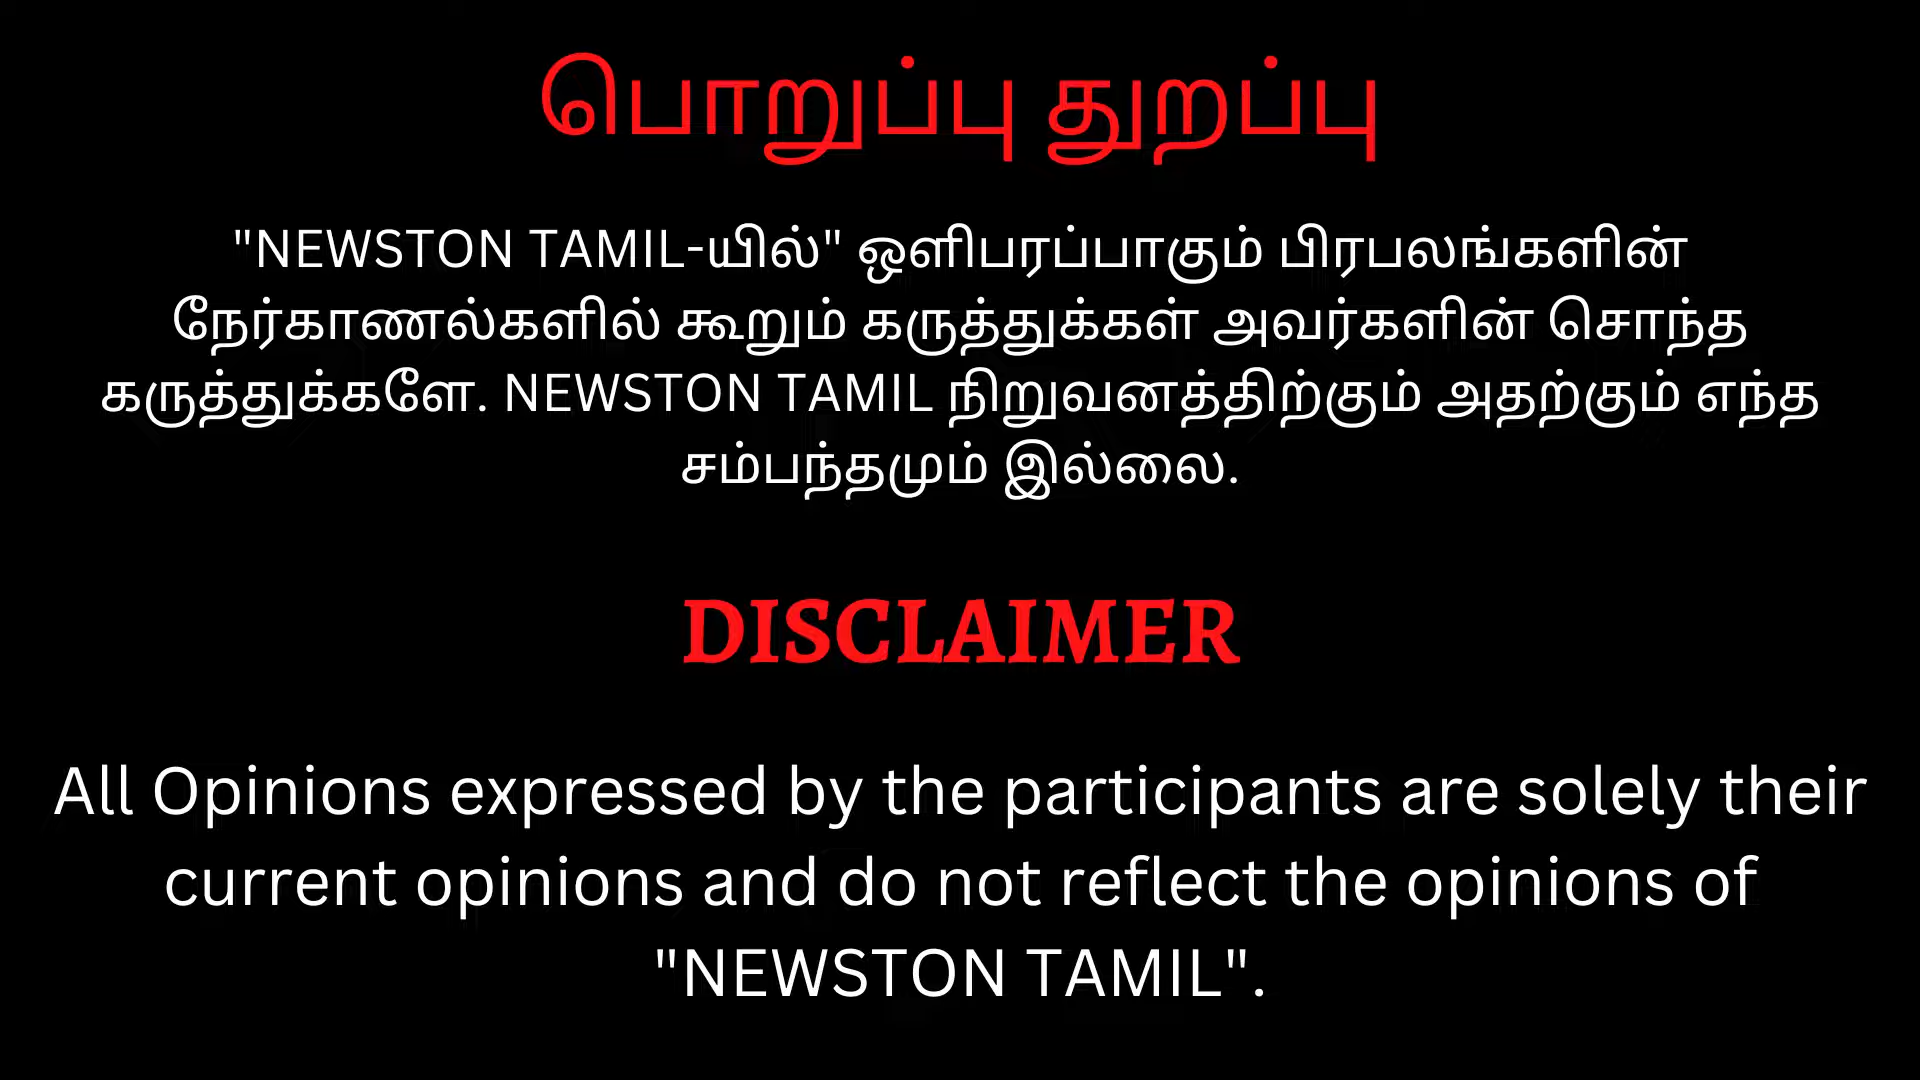 பொறுப்பு துறப்பு
"NEWSTON TAMIL-யில்" ஒளிபரப்பாகும் பிரபலங்களின்
நேர்காணல்களில் கூறும் கருத்துக்கள் அவர்களின் சொந்த
கருத்துக்களே. NEWSTON TAMIL நிறுவனத்திற்கும் அதற்கும் எந்த
சம்பந்தமும் இல்லை.
DISCLAIMER
All Opinions expressed by the participants are solely their
current opinions and do not reflect the opinions of
"NEWSTON TAMIL".